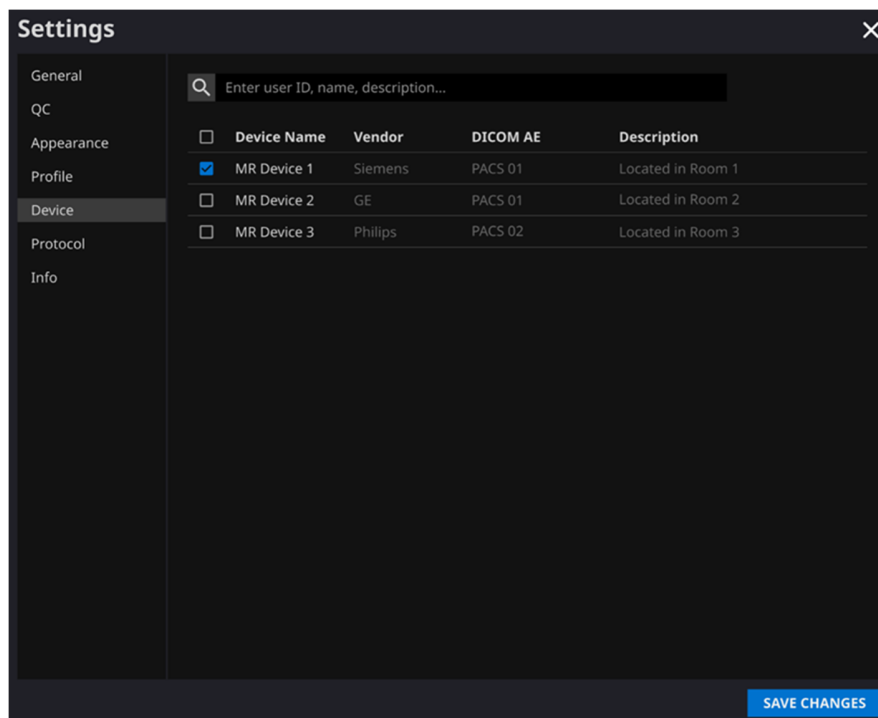 Settings
General
QC
Appearance
Profile
Device
Protocol
Info
Enter user ID, name, description...
Device Name Vendor DICOM AE Description
MR Device 1 Siemens PACS 01 Located in Room 1
MR Device 2 GE PACS 01 Located in Room 2
MR Device 3 Philips PACS 02 Located in Room 3
SAVE CHANGES